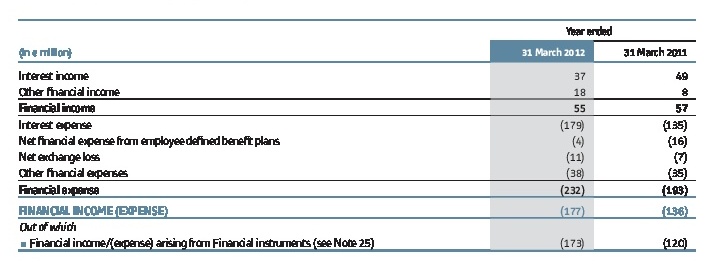 Year ended
(in € million) 31 March 2012 31 March 2011
Interest income 37 49
Other financial income 18 8
Financial income 55 57
Interest expense (179) (135)
Net financial expense from employee defined benefit plans (4) (16)
Net exchange loss (11) (7)
Other financial expenses (38) (35)
Financial expense (232) (193)
FINANCIAL INCOME (EXPENSE) (177) (136)
Out of which
▪ Financial income/(expense) arising from Financial instruments (see Note 25) (173) (120)